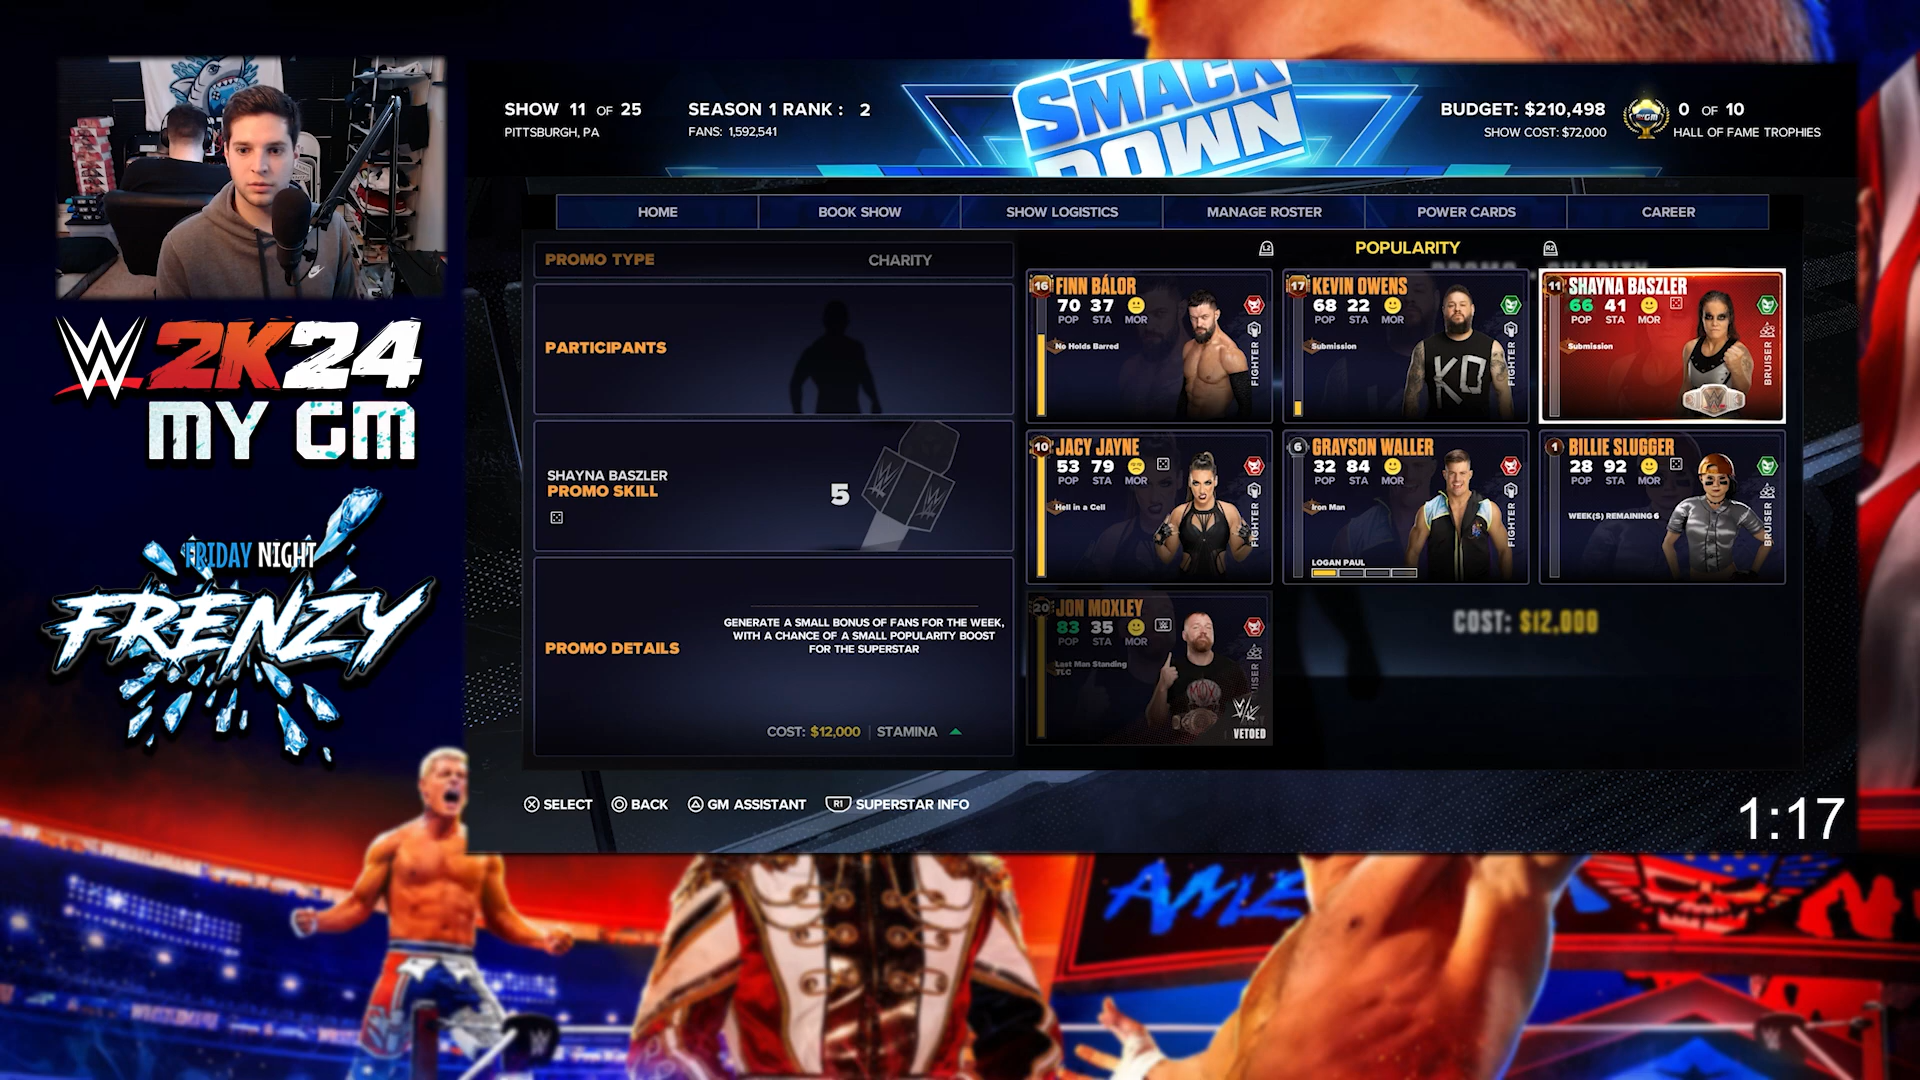 SHOW 11 OF 25
PITTSBURGH, PA
SEASON 1 RANK : 2
FANS: 1,592,541
SMACK
DOWN
BUDGET: $210,498
SHOW COST: $72,000
0 OF 10
HALL OF FAME TROPHIES
HOME
BOOK SHOW
SHOW LOGISTICS
MANAGE ROSTER
POWER CARDS
CAREER
W 2K24
MY GM
FRIDAY NIGHT
FRENZY
PROMO TYPE
CHARITY
PARTICIPANTS
SHAYNA BASZLER
PROMO SKILL
5
PROMO DETAILS
GENERATE A SMALL BONUS OF FANS FOR THE WEEK,
WITH A CHANCE OF A SMALL POPULARITY BOOST
FOR THE SUPERSTAR
COST: $12,000 | STAMINA
L2
POPULARITY
R2
16 FINN BÁLOR
70 37
POP STA MOR
No Holds Barred
FIGHTER
17 KEVIN OWENS
68 22
POP STA MOR
Submission
KO
FIGHTER
11 SHAYNA BASZLER
66 41
POP STA MOR
Submission
BRUISER
10 JACY JAYNE
53 79
POP STA MOR
Hell in a Cell
FIGHTER
6 GRAYSON WALLER
32 84
POP STA MOR
Iron Man
LOGAN PAUL
FIGHTER
1 BILLIE SLUGGER
28 92
POP STA MOR
WEEK(S) REMAINING 6
BRUISER
20 JON MOXLEY
83 35
POP STA MOR
Last Man Standing
TLC
MOX
VETOED
COST: $12,000
SELECT
BACK
GM ASSISTANT
R1 SUPERSTAR INFO
1:17